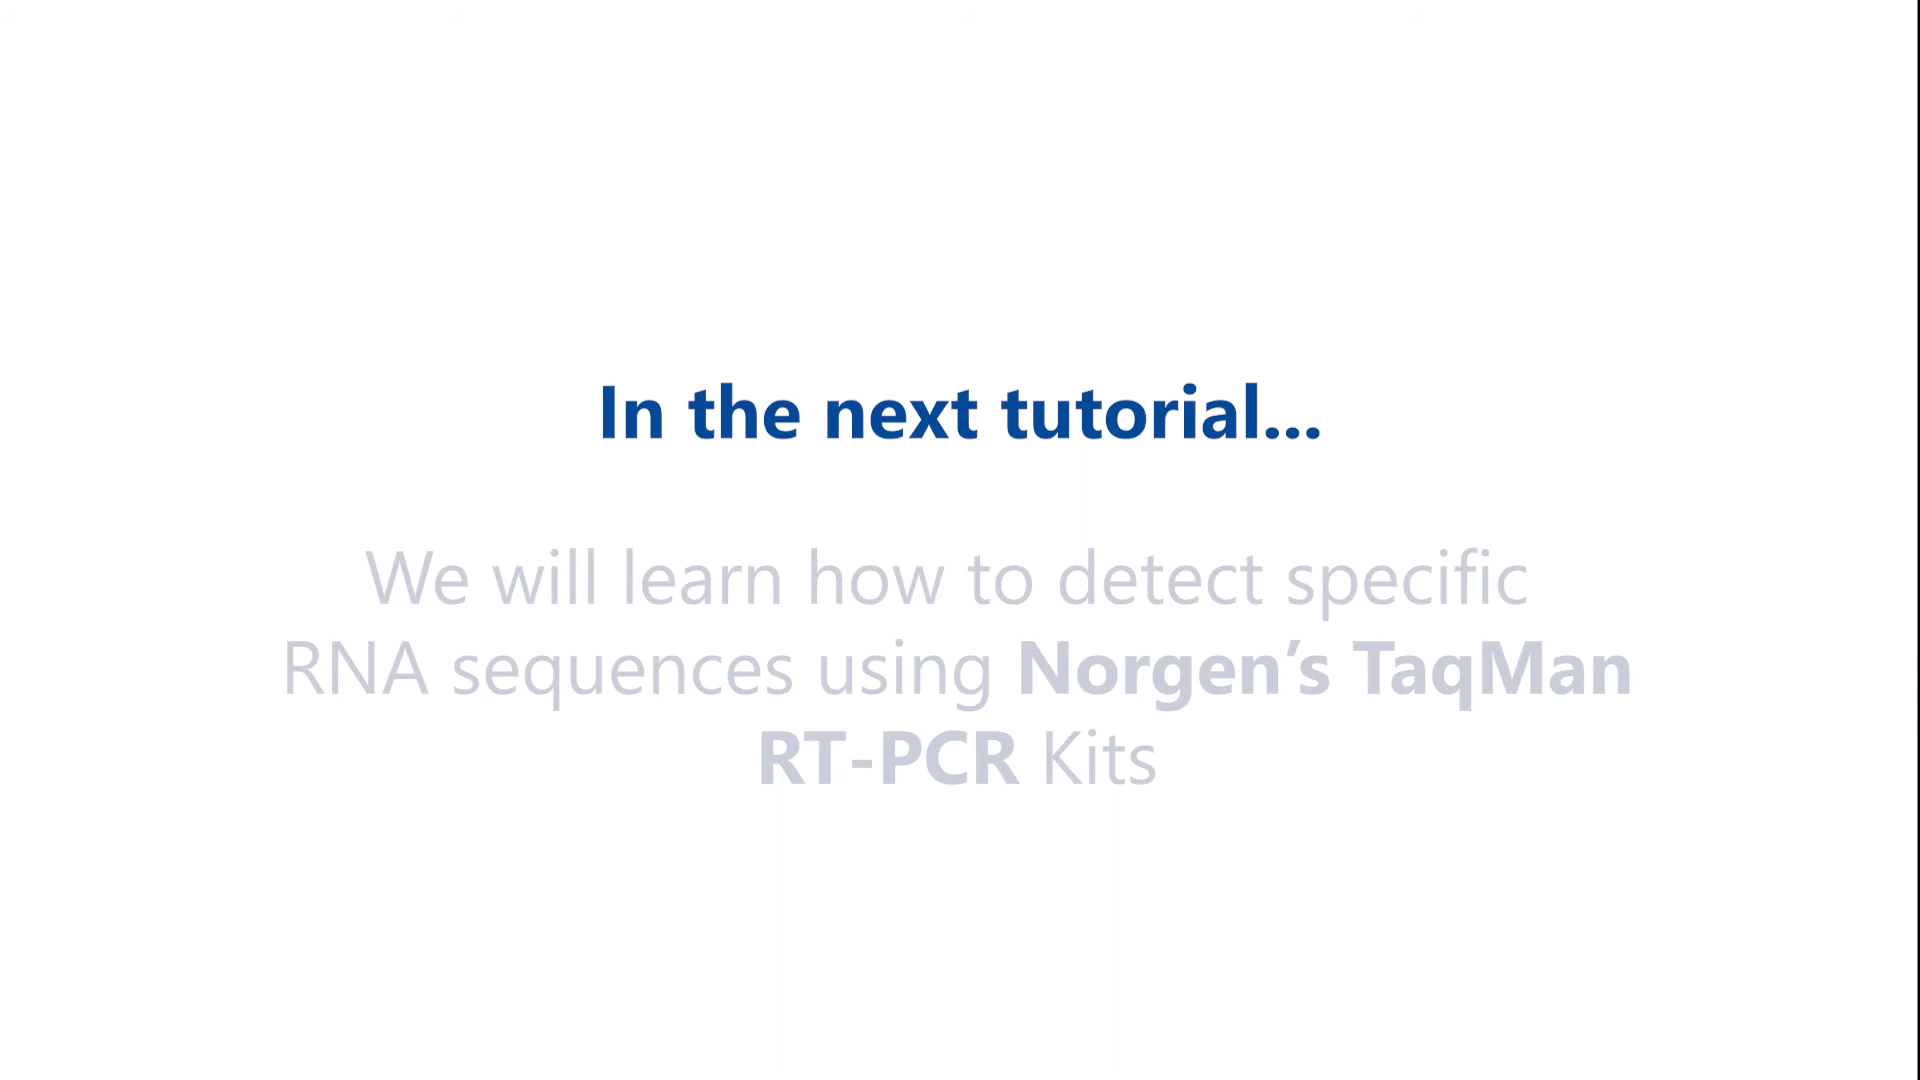 In the next tutorial...
We will learn how to detect specific
RNA sequences using Norgen’s TaqMan
RT-PCR Kits